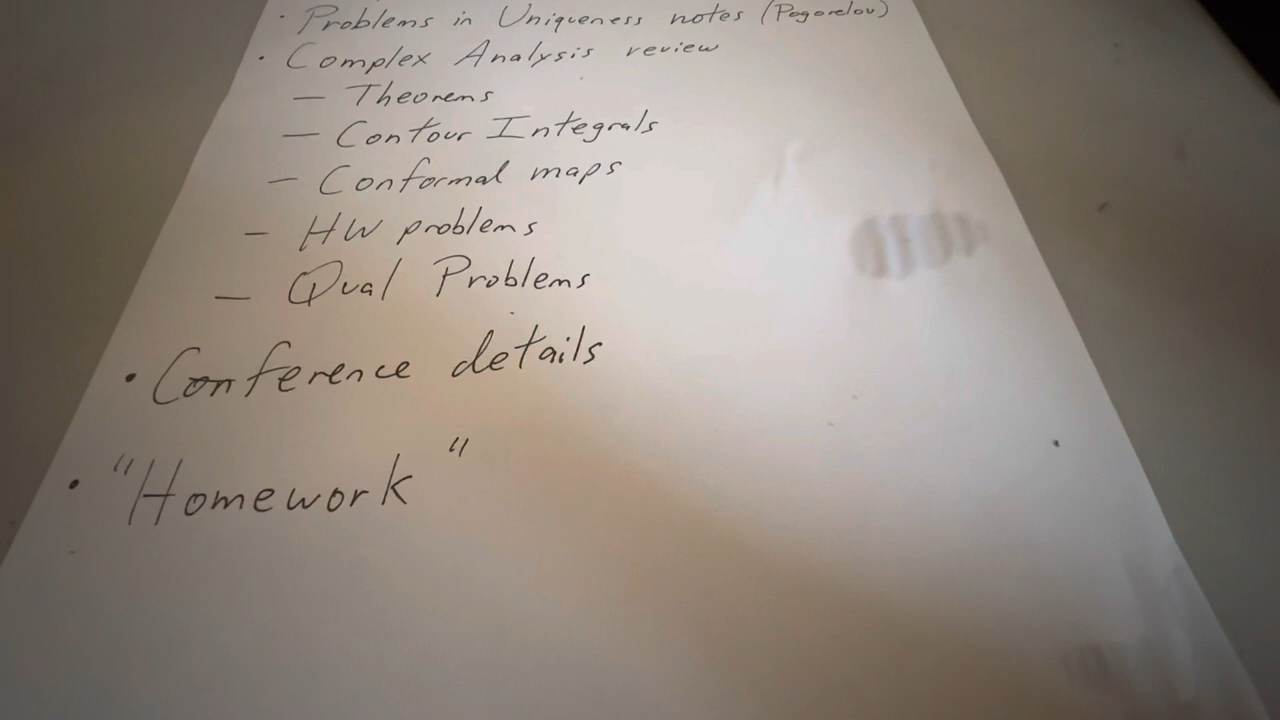 · Problems in Uniqueness notes (Pogorelov)
· Complex Analysis review
— Theorems
— Contour Integrals
— Conformal maps
— HW problems
— Qual Problems
· Conference details
· "Homework"